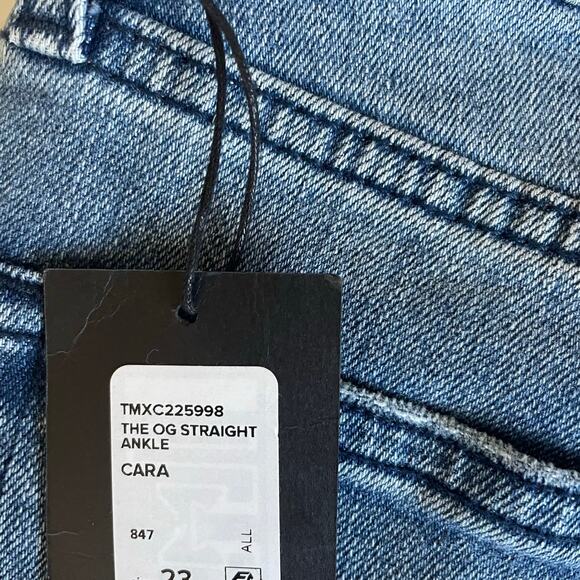 TMXC225998
THE OG STRAIGHT
ANKLE
CARA
847
ALL
23